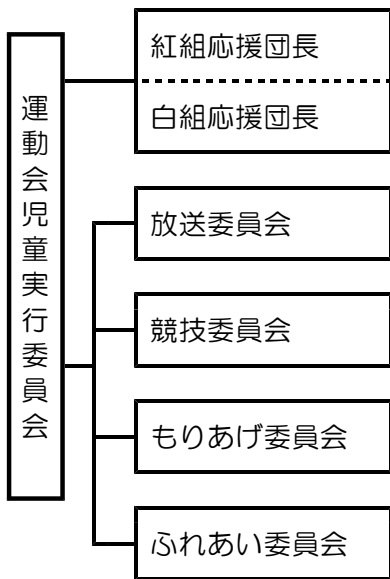 運動会児童実行委員会
紅組応援団長
白組応援団長
放送委員会
競技委員会
もりあげ委員会
ふれあい委員会